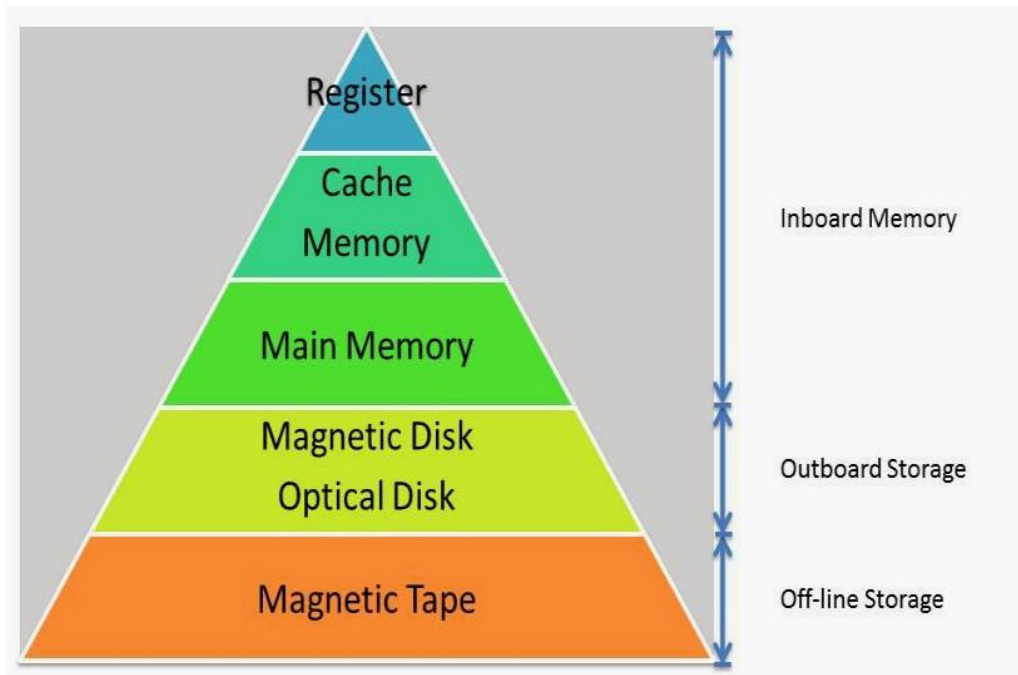 Register
Cache
Memory
Inboard Memory
Main Memory
Magnetic Disk
Optical Disk
Outboard Storage
Magnetic Tape
Off-line Storage